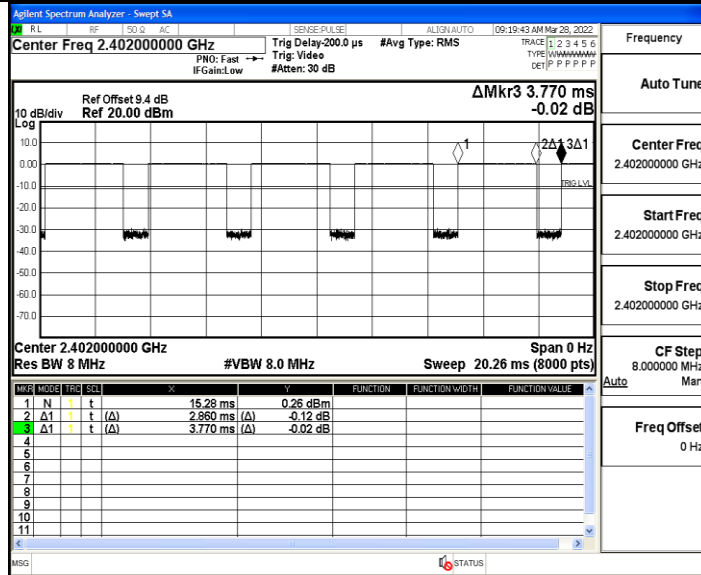 Agilent Spectrum Analyzer - Swept SA
RL RF 50 Ω AC SENSE:PULSE ALIGN AUTO 09:19:43 AM Mar 28, 2022
Center Freq 2.402000000 GHz
PNO: Fast
IFGain:Low
Trig Delay-200.0 µs
Trig: Video
#Atten: 30 dB
#Avg Type: RMS
TRACE 1 2 3 4 5 6
TYPE
DET P P P P P P
Ref Offset 9.4 dB
Ref 20.00 dBm
ΔMkr3 3.770 ms
-0.02 dB
10 dB/div
Log
10.0
0.00
-10.0
-20.0
-30.0
-40.0
-50.0
-60.0
-70.0
1
2Δ1
3Δ1
TRIG LVL
Center 2.402000000 GHz Span 0 Hz
Res BW 8 MHz #VBW 8.0 MHz Sweep 20.26 ms (8000 pts)
MKR MODE TRC SCL X Y FUNCTION FUNCTION WIDTH FUNCTION VALUE
1 N 1 t 15.28 ms 0.26 dBm
2 Δ1 1 t (Δ) 2.860 ms (Δ) -0.12 dB
3 Δ1 1 t (Δ) 3.770 ms (Δ) -0.02 dB
4
5
6
7
8
9
10
11
MSG STATUS
Frequency
Auto Tune
Center Freq
2.402000000 GHz
Start Freq
2.402000000 GHz
Stop Freq
2.402000000 GHz
CF Step
8.000000 MHz
Auto Man
Freq Offset
0 Hz